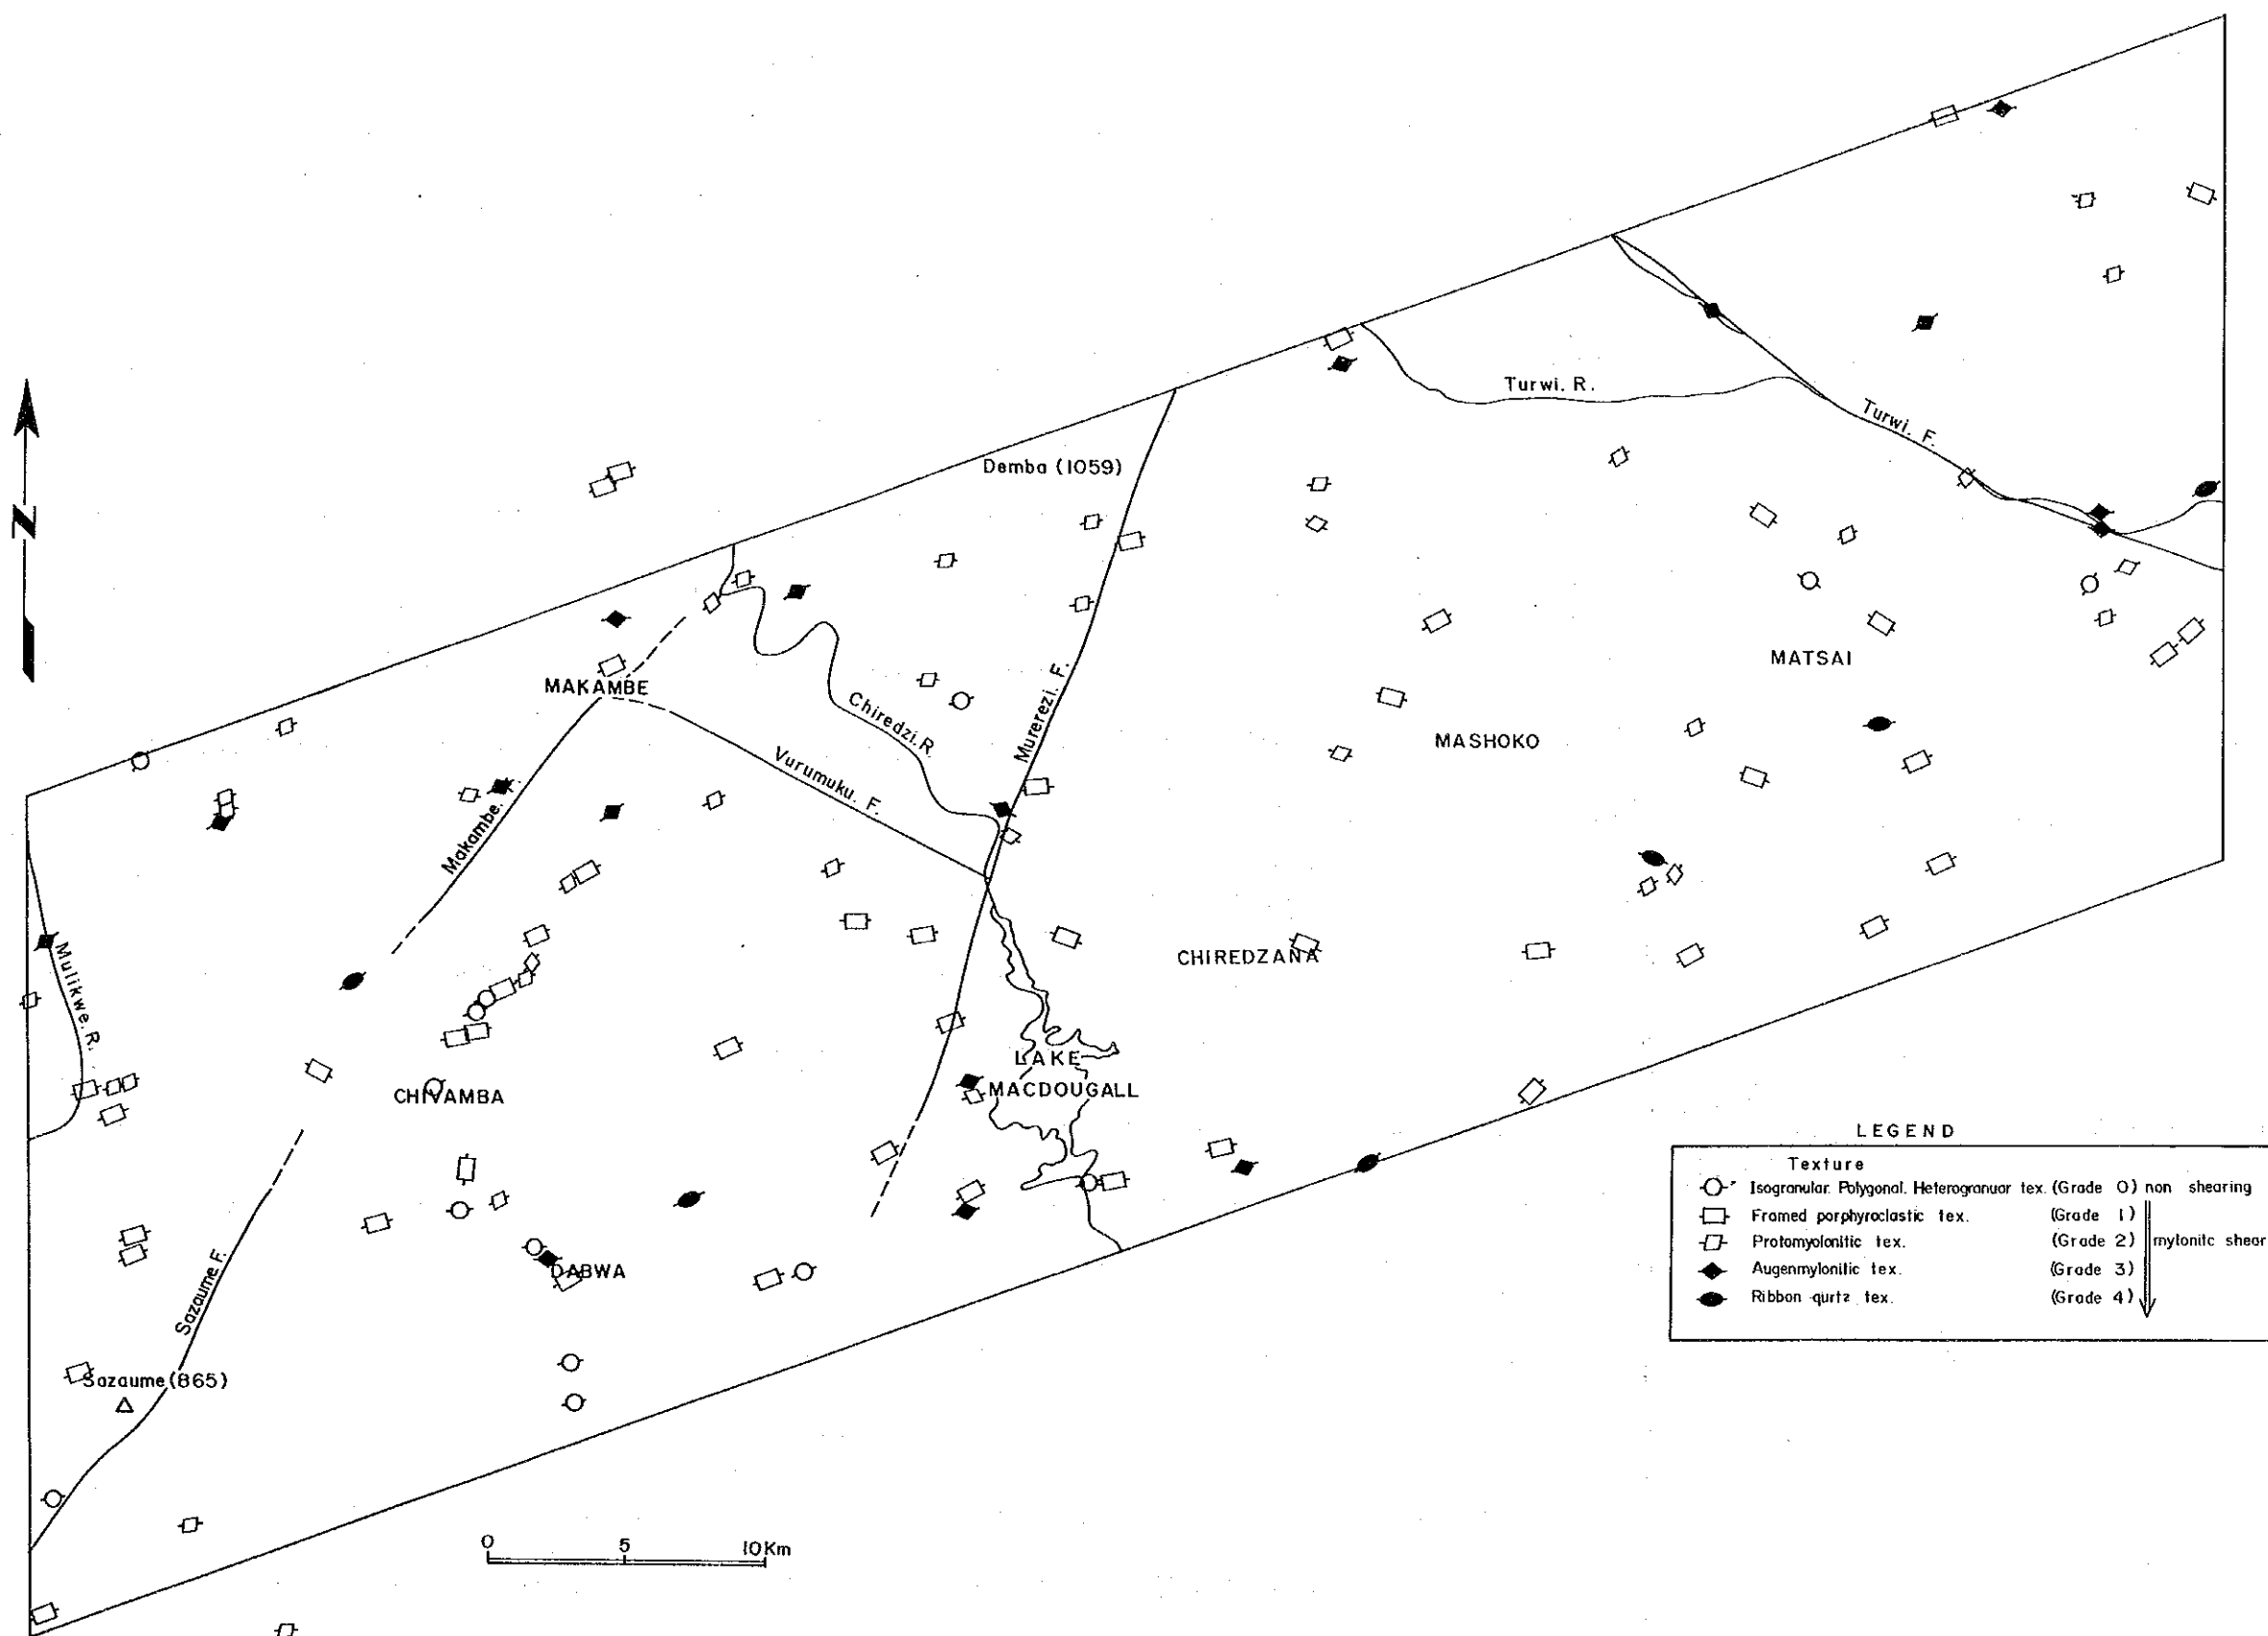 Turwi. R.
Turwi. F.
Demba (1059)
N
MAKAMBE
MATSAI
Chiredzi. R
Murerezi. F.
MASHOKO
Vurumuku. F.
Makambe.
Mulikwe. R.
CHIREDZANA
LAKE
MACDOUGALL
CHIVAMBA
DABWA
Sazaume F.
Sazaume (865)
0 5 10Km
LEGEND
Texture
Isogranular. Polygonal. Heterogranuar tex. (Grade 0) non shearing
Framed porphyroclastic tex. (Grade 1)
Protomyolonitic tex. (Grade 2) mylonitc shear
Augenmylonitic tex. (Grade 3)
Ribbon qurtz tex. (Grade 4)